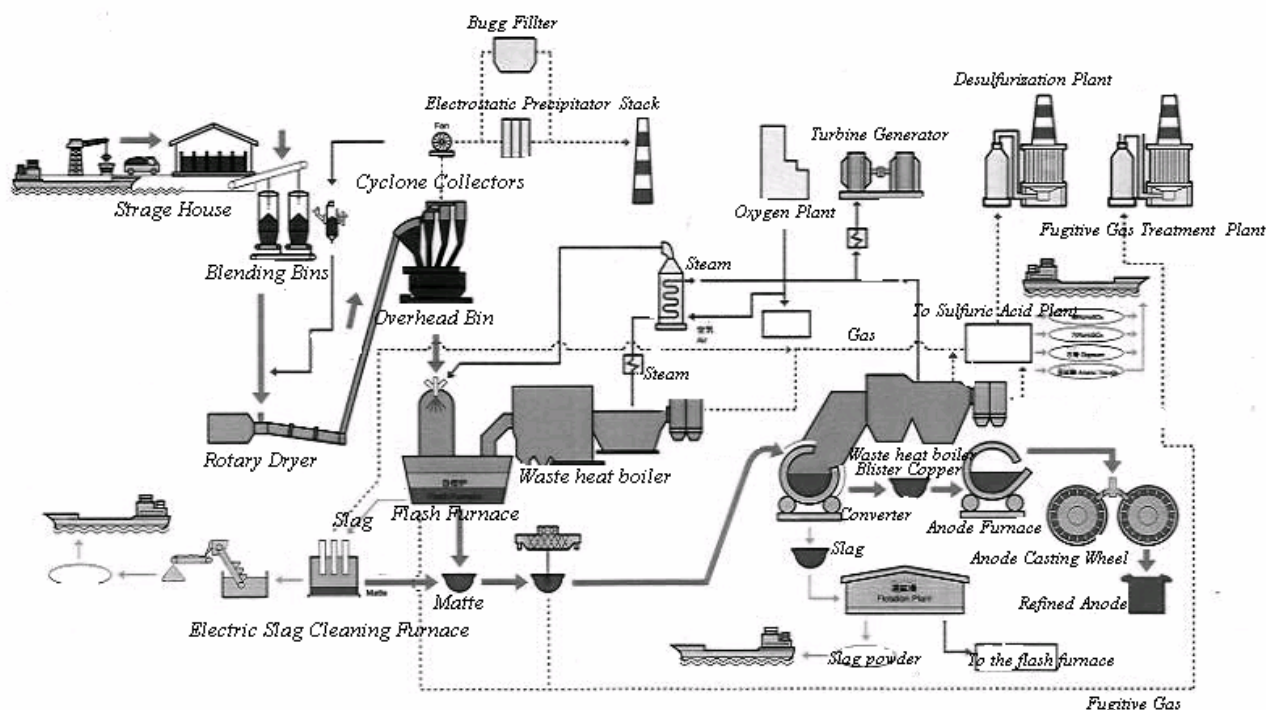 Bugg Fillter
Electrostatic Precipitator Stack
Fan
Desulfurization Plant
Turbine Generator
Cyclone Collectors
Strage House
Oxygen Plant
Fugitive Gas Treatment Plant
Blending Bins
Steam
Overhead Bin
To Sulfuric Acid Plant
空気
Air
Gas
Steam
Rotary Dryer
Waste heat boiler
Waste heat boiler
Blister Copper
Flash Furnace
Slag
Converter
Anode Furnace
Slag
Anode Casting Wheel
Matte
Matte
Flotation Plant
Refined Anode
Electric Slag Cleaning Furnace
Slag powder
To the flash furnace
Fugitive Gas